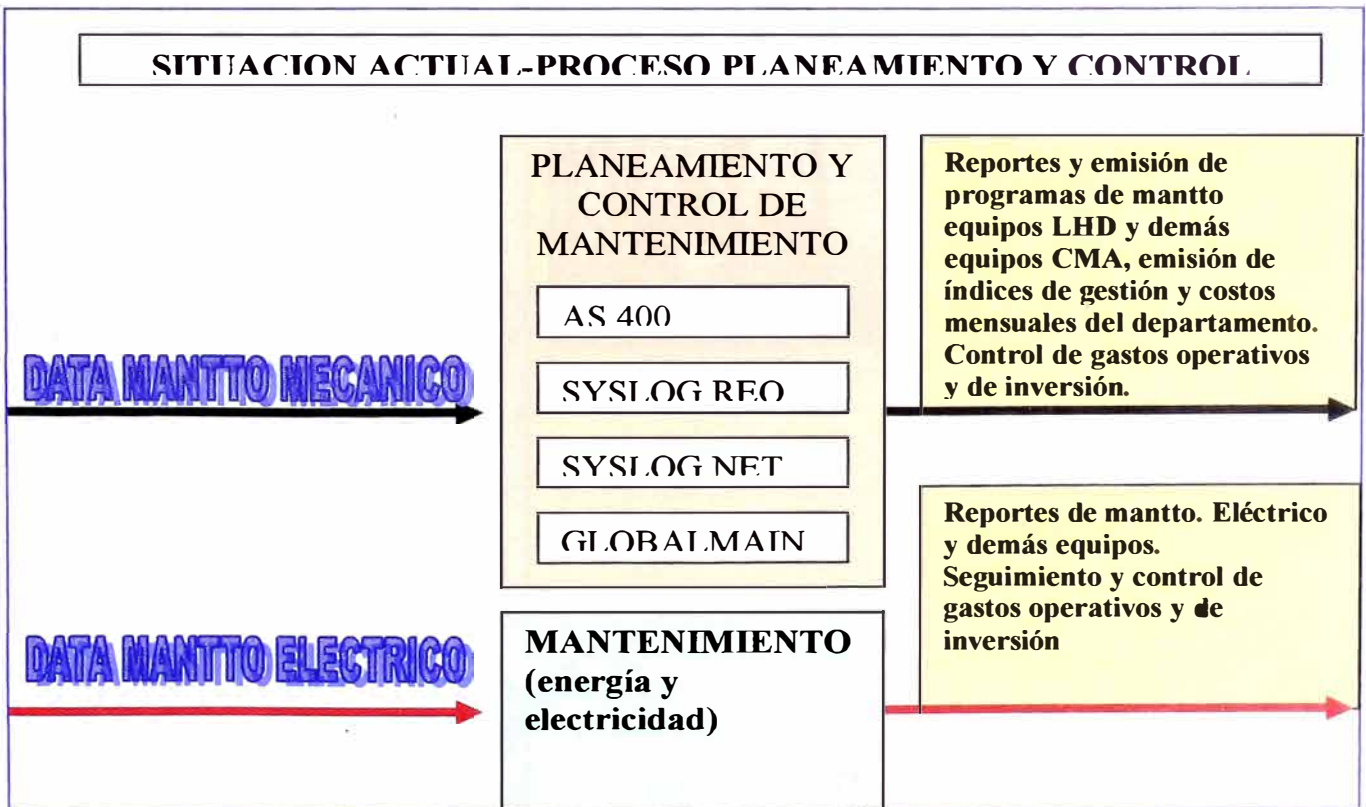 SITUACION ACTUAL-PROCESO PLANEAMIENTO Y CONTROL
PLANEAMIENTO Y
CONTROL DE
MANTENIMIENTO
AS 400
SYSLOG REQ
SYSLOG NET
GLOBALMAIN
DATA MANTTO MECANICO
Reportes y emisión de
programas de mantto
equipos LHD y demás
equipos CMA, emisión de
índices de gestión y costos
mensuales del departamento.
Control de gastos operativos
y de inversión.
DATA MANTTO ELECTRICO
MANTENIMIENTO
(energía y
electricidad)
Reportes de mantto. Eléctrico
y demás equipos.
Seguimiento y control de
gastos operativos y de
inversión